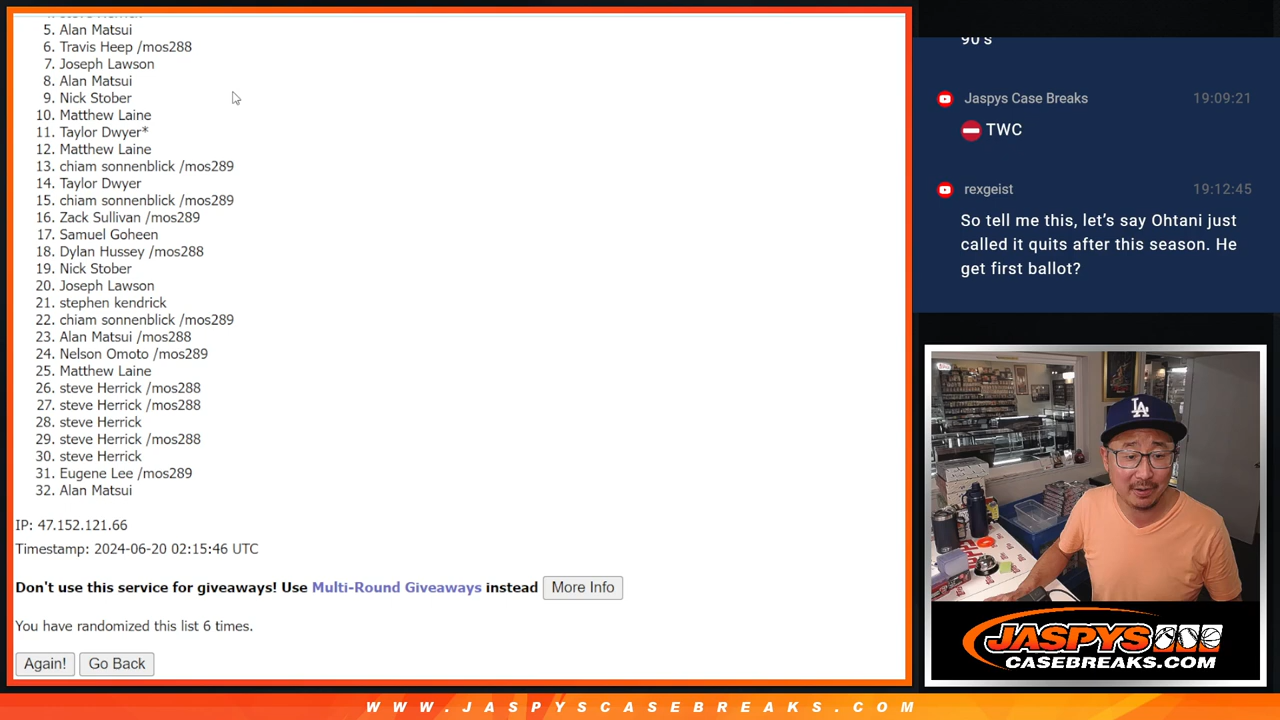 5. Alan Matsui
6. Travis Heep /mos288
7. Joseph Lawson
8. Alan Matsui
9. Nick Stober
10. Matthew Laine
11. Taylor Dwyer*
12. Matthew Laine
13. chiam sonnenblick /mos289
14. Taylor Dwyer
15. chiam sonnenblick /mos289
16. Zack Sullivan /mos289
17. Samuel Goheen
18. Dylan Hussey /mos288
19. Nick Stober
20. Joseph Lawson
21. stephen kendrick
22. chiam sonnenblick /mos289
23. Alan Matsui /mos288
24. Nelson Omoto /mos289
25. Matthew Laine
26. steve Herrick /mos288
27. steve Herrick /mos288
28. steve Herrick
29. steve Herrick /mos288
30. steve Herrick
31. Eugene Lee /mos289
32. Alan Matsui
IP: 47.152.121.66
Timestamp: 2024-06-20 02:15:46 UTC
Don't use this service for giveaways! Use Multi-Round Giveaways instead More Info
You have randomized this list 6 times.
Again! Go Back
90's
Jaspys Case Breaks 19:09:21
TWC
rexgeist 19:12:45
So tell me this, let's say Ohtani just
called it quits after this season. He
get first ballot?
LA
JASPYS
CASEBREAKS.COM
WWW.JASPYSCASEBREAKS.COM